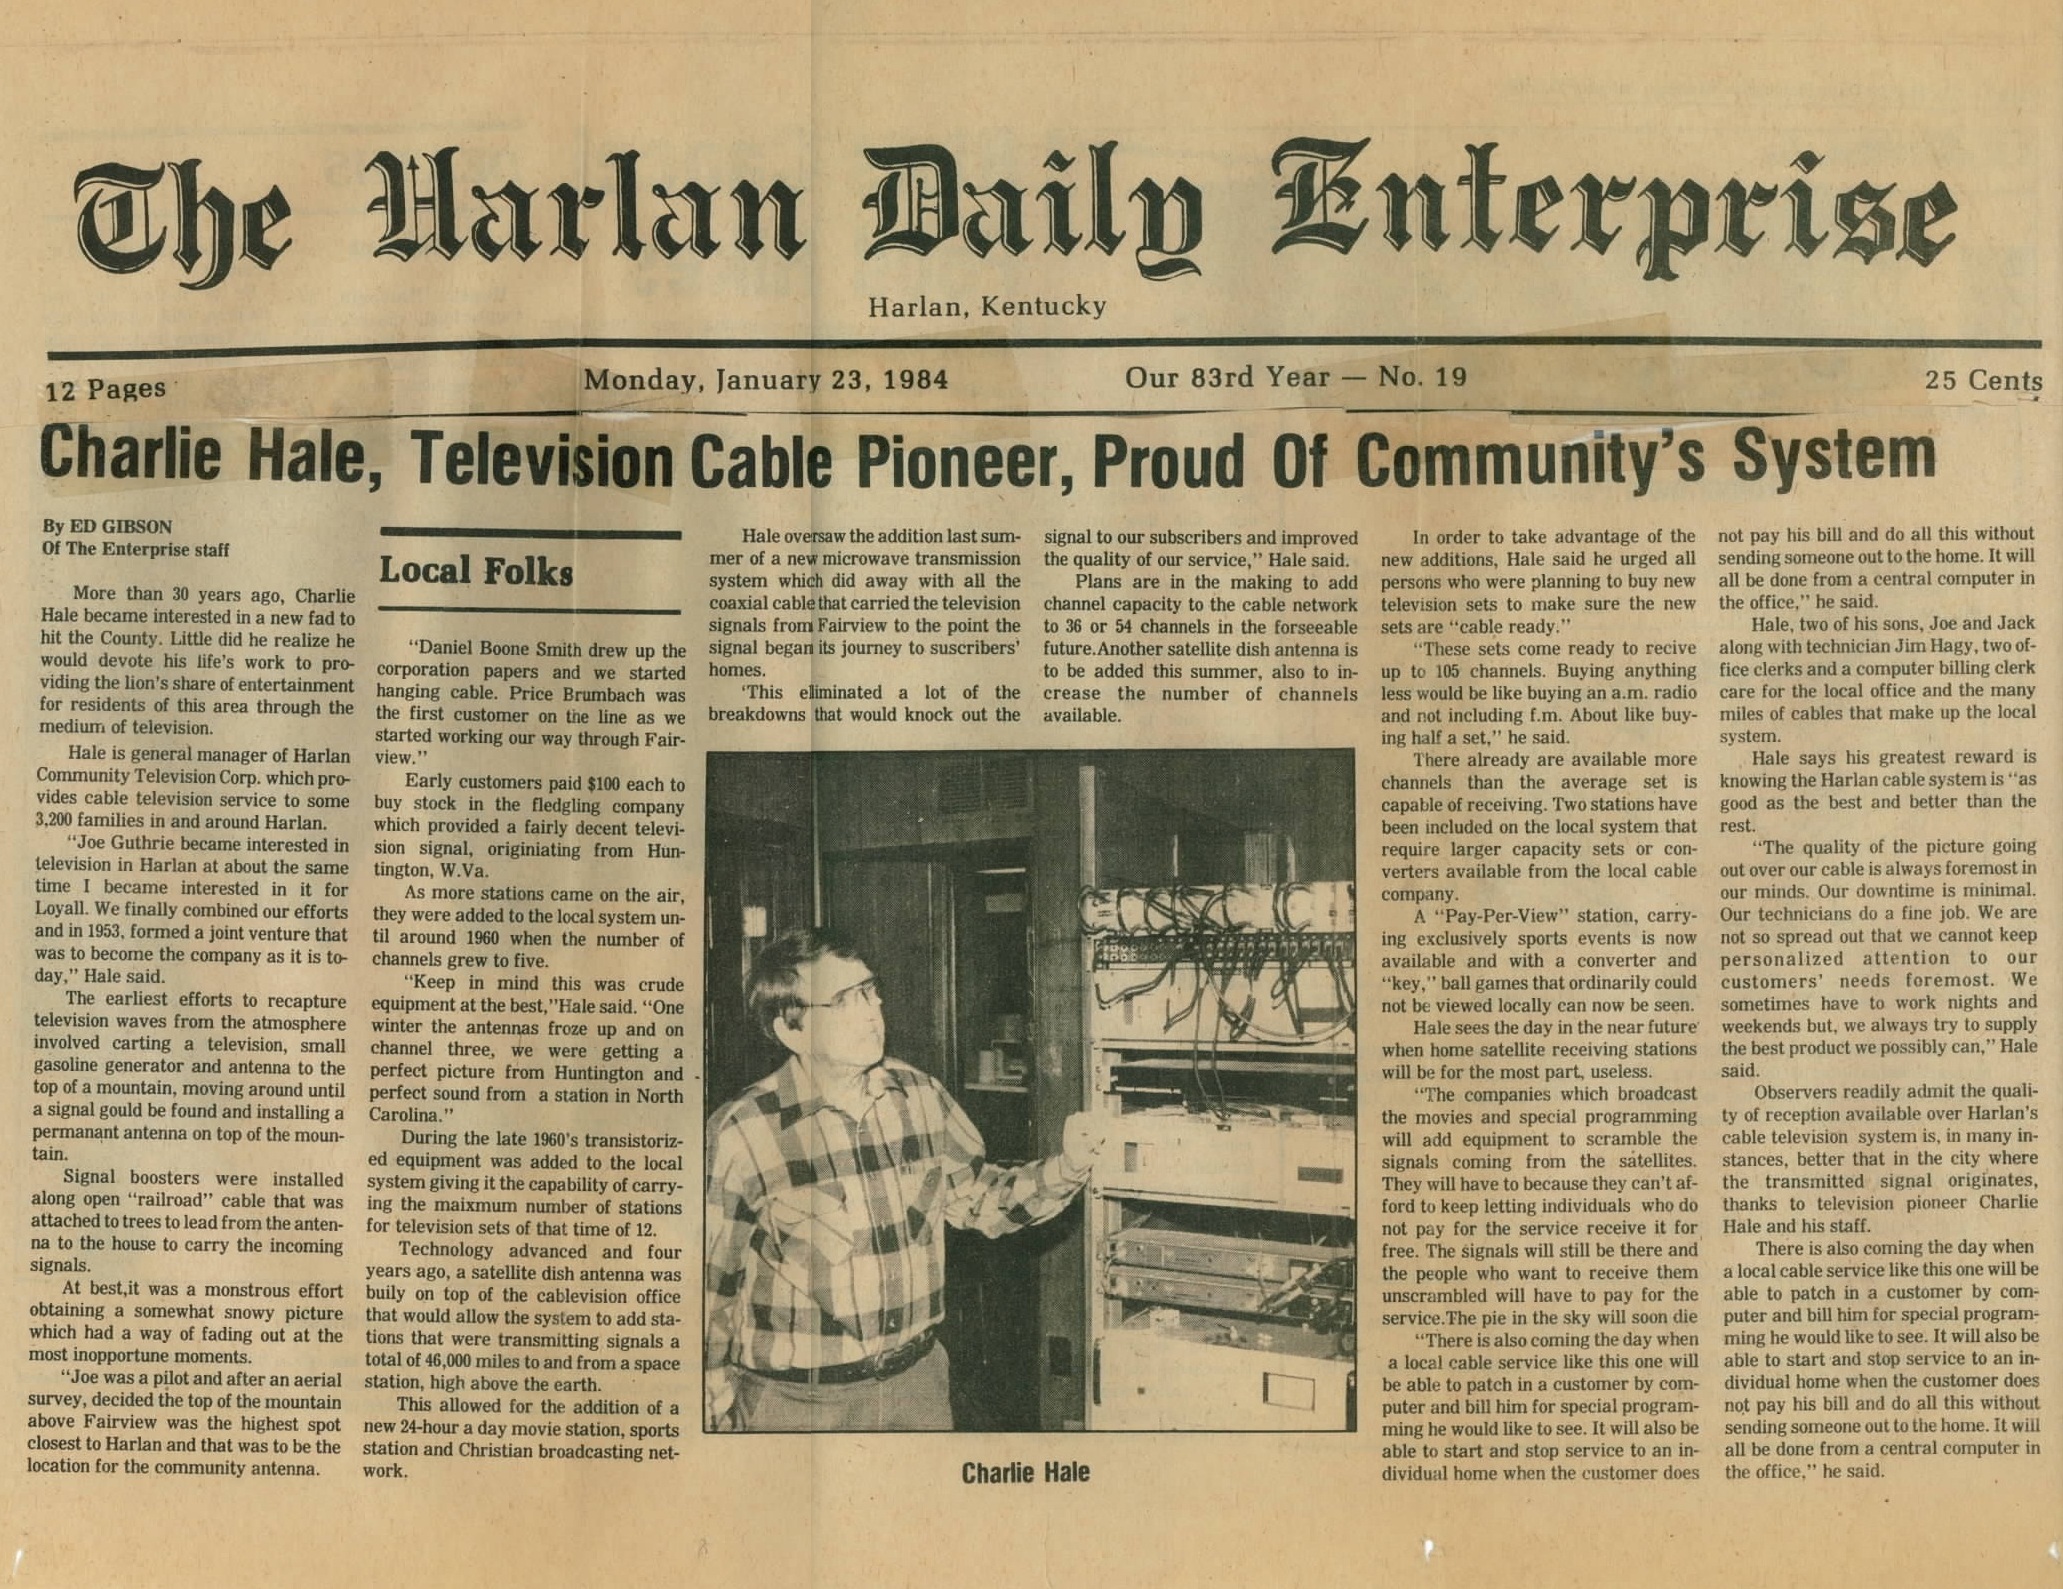 The Harlan Daily Enterprise
Harlan, Kentucky
12 Pages Monday, January 23, 1984 Our 83rd Year — No. 19 25 Cents
Charlie Hale, Television Cable Pioneer, Proud Of Community's System
By ED GIBSON
Of The Enterprise staff
More than 30 years ago, Charlie
Hale became interested in a new fad to
hit the County. Little did he realize he
would devote his life's work to pro-
viding the lion's share of entertainment
for residents of this area through the
medium of television.
Hale is general manager of Harlan
Community Television Corp. which pro-
vides cable television service to some
3,200 families in and around Harlan.
"Joe Guthrie became interested in
television in Harlan at about the same
time I became interested in it for
Loyall. We finally combined our efforts
and in 1953, formed a joint venture that
was to become the company as it is to-
day," Hale said.
The earliest efforts to recapture
television waves from the atmosphere
involved carting a television, small
gasoline generator and antenna to the
top of a mountain, moving around until
a signal gould be found and installing a
permanant antenna on top of the moun-
tain.
Signal boosters were installed
along open "railroad" cable that was
attached to trees to lead from the anten-
na to the house to carry the incoming
signals.
At best,it was a monstrous effort
obtaining a somewhat snowy picture
which had a way of fading out at the
most inopportune moments.
"Joe was a pilot and after an aerial
survey, decided the top of the mountain
above Fairview was the highest spot
closest to Harlan and that was to be the
location for the community antenna.
Local Folks
"Daniel Boone Smith drew up the
corporation papers and we started
hanging cable. Price Brumbach was
the first customer on the line as we
started working our way through Fair-
view."
Early customers paid $100 each to
buy stock in the fledgling company
which provided a fairly decent televi-
sion signal, originiating from Hun-
tington, W.Va.
As more stations came on the air,
they were added to the local system un-
til around 1960 when the number of
channels grew to five.
"Keep in mind this was crude
equipment at the best,"Hale said. "One
winter the antennas froze up and on
channel three, we were getting a
perfect picture from Huntington and
perfect sound from a station in North
Carolina."
During the late 1960's transistoriz-
ed equipment was added to the local
system giving it the capability of carry-
ing the maixmum number of stations
for television sets of that time of 12.
Technology advanced and four
years ago, a satellite dish antenna was
buily on top of the cablevision office
that would allow the system to add sta-
tions that were transmitting signals a
total of 46,000 miles to and from a space
station, high above the earth.
This allowed for the addition of a
new 24-hour a day movie station, sports
station and Christian broadcasting net-
work.
Hale oversaw the addition last sum-
mer of a new microwave transmission
system which did away with all the
coaxial cable that carried the television
signals from Fairview to the point the
signal began its journey to suscribers'
homes.
'This eliminated a lot of the
breakdowns that would knock out the
signal to our subscribers and improved
the quality of our service," Hale said.
Plans are in the making to add
channel capacity to the cable network
to 36 or 54 channels in the forseeable
future.Another satellite dish antenna is
to be added this summer, also to in-
crease the number of channels
available.
Charlie Hale
In order to take advantage of the
new additions, Hale said he urged all
persons who were planning to buy new
television sets to make sure the new
sets are "cable ready."
"These sets come ready to recive
up to 105 channels. Buying anything
less would be like buying an a.m. radio
and not including f.m. About like buy-
ing half a set," he said.
There already are available more
channels than the average set is
capable of receiving. Two stations have
been included on the local system that
require larger capacity sets or con-
verters available from the local cable
company.
A "Pay-Per-View" station, carry-
ing exclusively sports events is now
available and with a converter and
"key," ball games that ordinarily could
not be viewed locally can now be seen.
Hale sees the day in the near future
when home satellite receiving stations
will be for the most part, useless.
"The companies which broadcast
the movies and special programming
will add equipment to scramble the
signals coming from the satellites.
They will have to because they can't af-
ford to keep letting individuals who do
not pay for the service receive it for
free. The signals will still be there and
the people who want to receive them
unscrambled will have to pay for the
service.The pie in the sky will soon die
"There is also coming the day when
a local cable service like this one will
be able to patch in a customer by com-
puter and bill him for special program-
ming he would like to see. It will also be
able to start and stop service to an in-
dividual home when the customer does
not pay his bill and do all this without
sending someone out to the home. It will
all be done from a central computer in
the office," he said.
Hale, two of his sons, Joe and Jack
along with technician Jim Hagy, two of-
fice clerks and a computer billing clerk
care for the local office and the many
miles of cables that make up the local
system.
Hale says his greatest reward is
knowing the Harlan cable system is "as
good as the best and better than the
rest.
"The quality of the picture going
out over our cable is always foremost in
our minds. Our downtime is minimal.
Our technicians do a fine job. We are
not so spread out that we cannot keep
personalized attention to our
customers' needs foremost. We
sometimes have to work nights and
weekends but, we always try to supply
the best product we possibly can," Hale
said.
Observers readily admit the quali-
ty of reception available over Harlan's
cable television system is, in many in-
stances, better that in the city where
the transmitted signal originates,
thanks to television pioneer Charlie
Hale and his staff.
There is also coming the day when
a local cable service like this one will be
able to patch in a customer by com-
puter and bill him for special program-
ming he would like to see. It will also be
able to start and stop service to an in-
dividual home when the customer does
not pay his bill and do all this without
sending someone out to the home. It will
all be done from a central computer in
the office," he said.